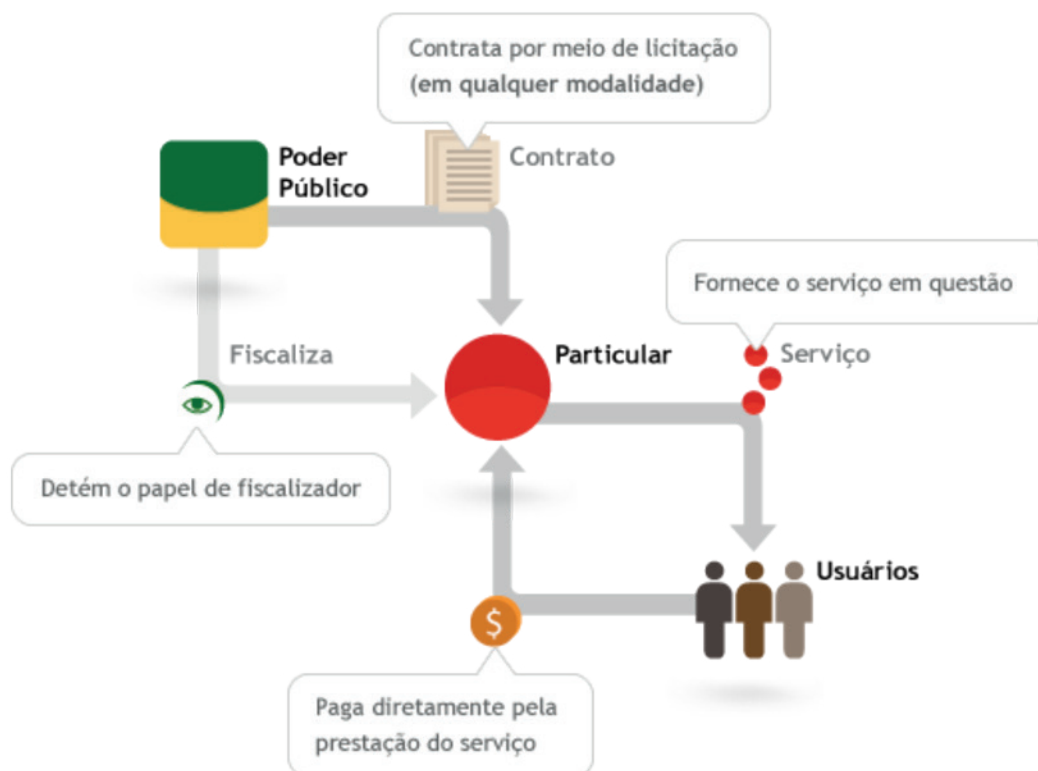 Contrata por meio de licitação
(em qualquer modalidade)
Poder
Público
Contrato
Fornece o serviço em questão
Fiscaliza
Particular
Serviço
Detém o papel de fiscalizador
Usuários
$
Paga diretamente pela
prestação do serviço